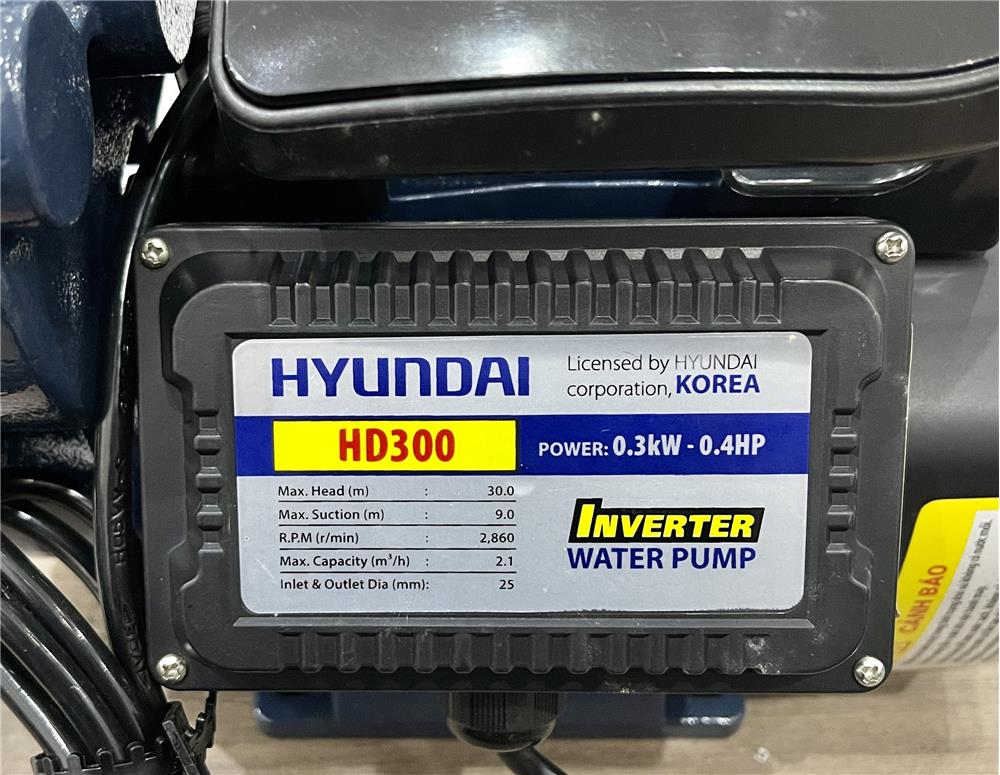 HYUNDAI
Licensed by HYUNDAI
corporation, KOREA
HD300
POWER: 0.3kW - 0.4HP
Max. Head (m) : 30.0
Max. Suction (m) : 9.0
R.P.M (r/min) : 2,860
Max. Capacity (m³/h) : 2.1
Inlet & Outlet Dia (mm): 25
INVERTER
WATER PUMP
CẢNH BÁO